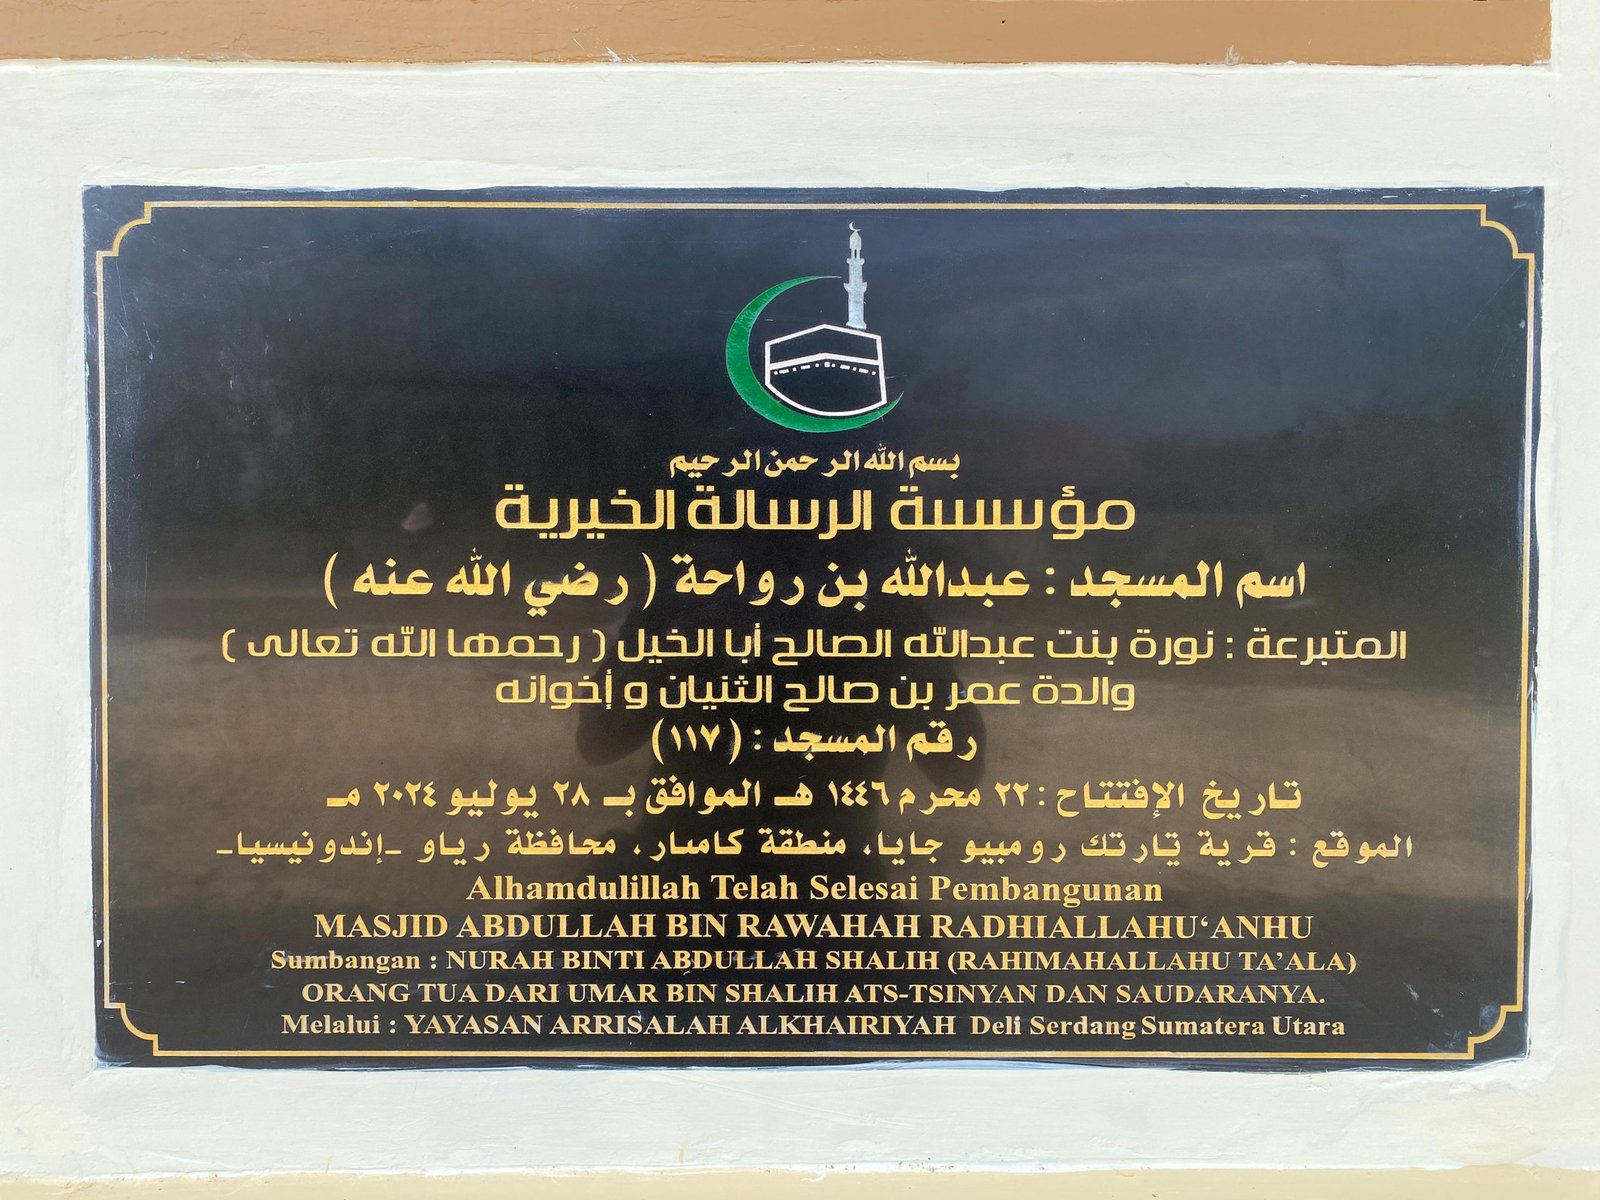 بسم الله الرحمن الرحيم
مؤسسة الرسالة الخيرية
اسم المسجد : عبدالله بن رواحة ( رضي الله عنه )
المتبرعة : نورة بنت عبدالله الصالح أبا الخيل ( رحمها الله تعالى )
والدة عمر بن صالح الثنيان و أخوانه
رقم المسجد : (١١٧)
تاريخ الإفتتاح : ٢٢ محرم ١٤٤٦ هـ الموافق بـ ٢٨ يوليو ٢٠٢٤ مـ
الموقع : قرية تارتك رومبيو جايا، منطقة كامبار، محافظة رياو -إندونيسيا-
Alhamdulillah Telah Selesai Pembangunan
MASJID ABDULLAH BIN RAWAHAH RADHIALLAHU‘ANHU
Sumbangan : NURAH BINTI ABDULLAH SHALIH (RAHIMAHALLAHU TA’ALA)
ORANG TUA DARI UMAR BIN SHALIH ATS-TSINYAN DAN SAUDARANYA.
Melalui : YAYASAN ARRISALAH ALKHAIRIYAH Deli Serdang Sumatera Utara